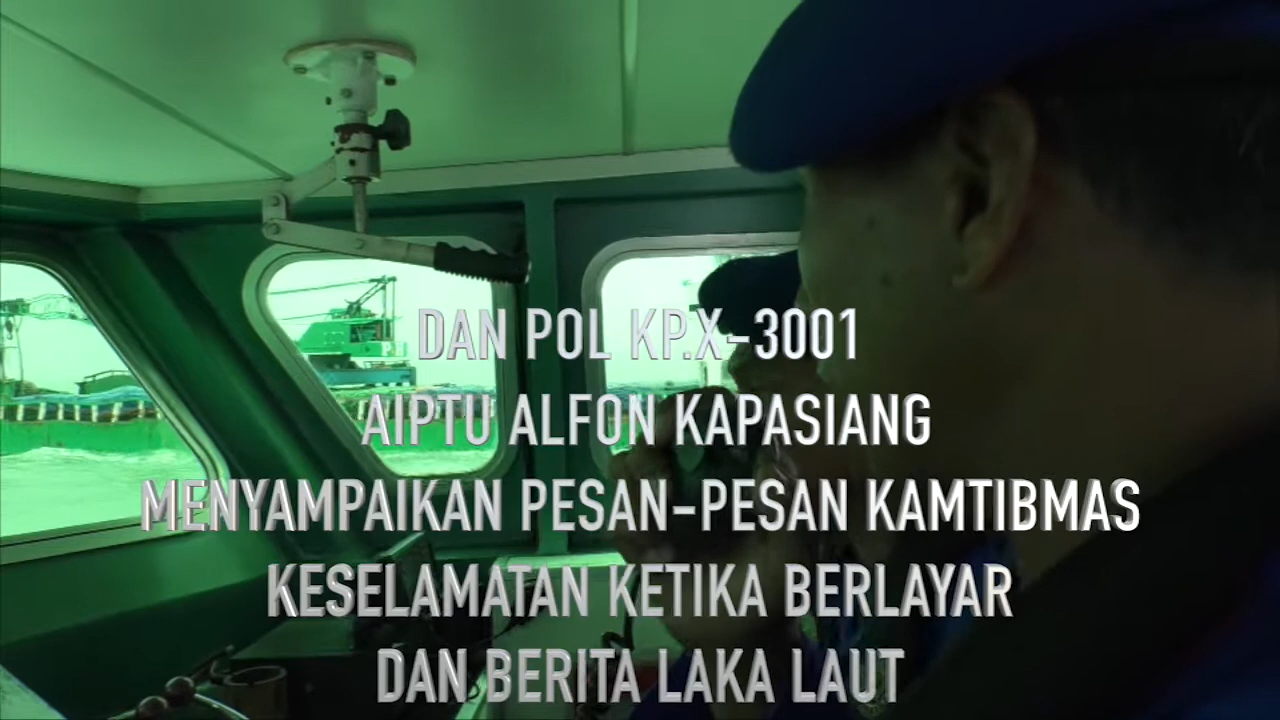 DAN POL KP.X-3001
AIPTU ALFON KAPASIANG
MENYAMPAIKAN PESAN-PESAN KAMTIBMAS
KESELAMATAN KETIKA BERLAYAR
DAN BERITA LAKA LAUT